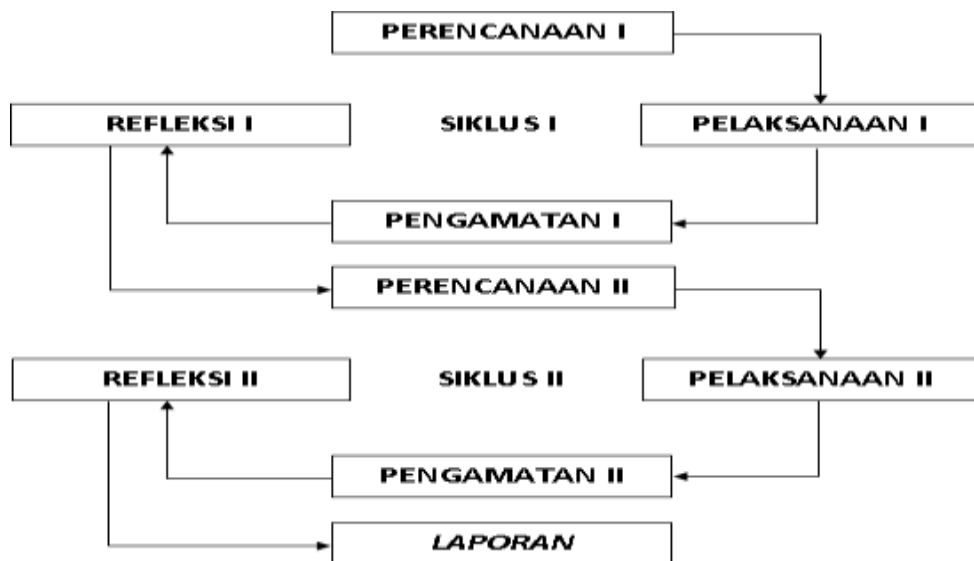 PERENCANAAN I
REFLEKSI I
SIKLUS I
PELAKSANAAN I
PENGAMATAN I
PERENCANAAN II
REFLEKSI II
SIKLUS II
PELAKSANAAN II
PENGAMATAN II
LAPORAN